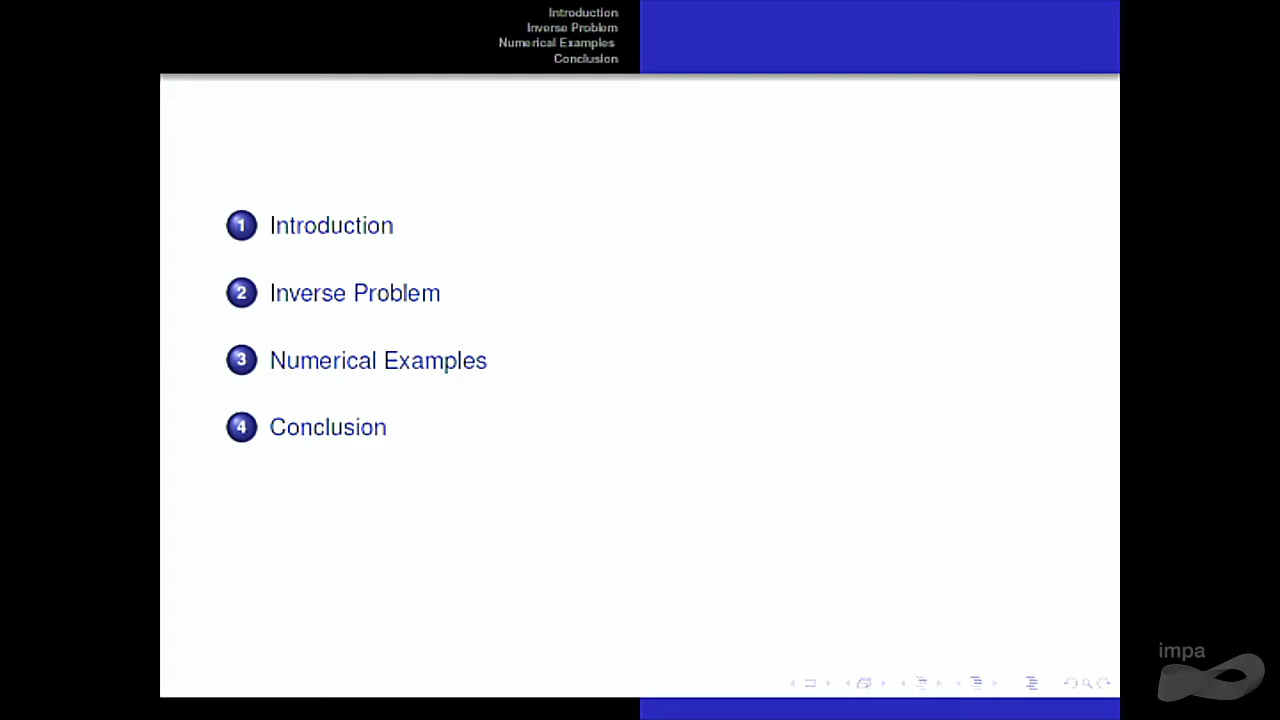 Introduction
Inverse Problem
Numerical Examples
Conclusion
1 Introduction
2 Inverse Problem
3 Numerical Examples
4 Conclusion
impa